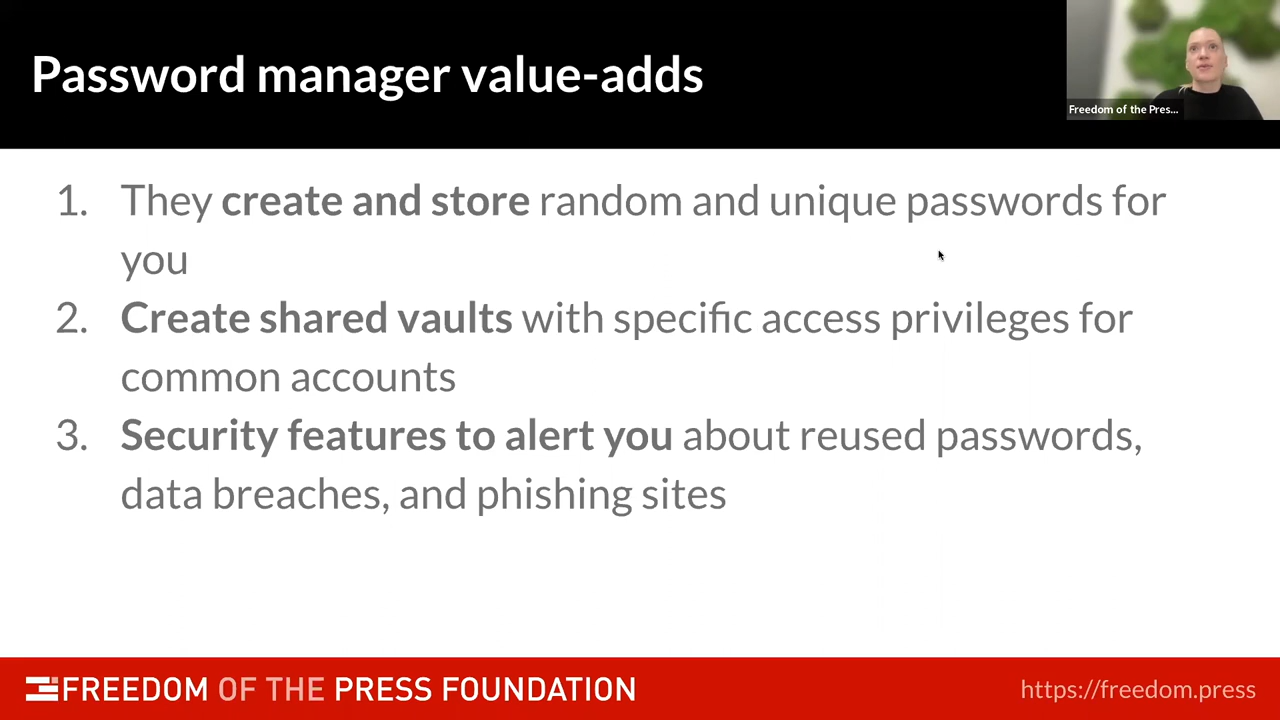 Password manager value-adds
Freedom of the Pres...
1. They create and store random and unique passwords for
you
2. Create shared vaults with specific access privileges for
common accounts
3. Security features to alert you about reused passwords,
data breaches, and phishing sites
FREEDOM OF THE PRESS FOUNDATION
https://freedom.press